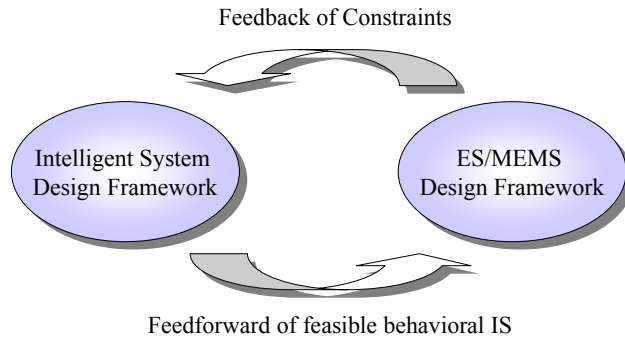 Feedback of Constraints
Intelligent System
Design Framework
ES/MEMS
Design Framework
Feedforward of feasible behavioral IS